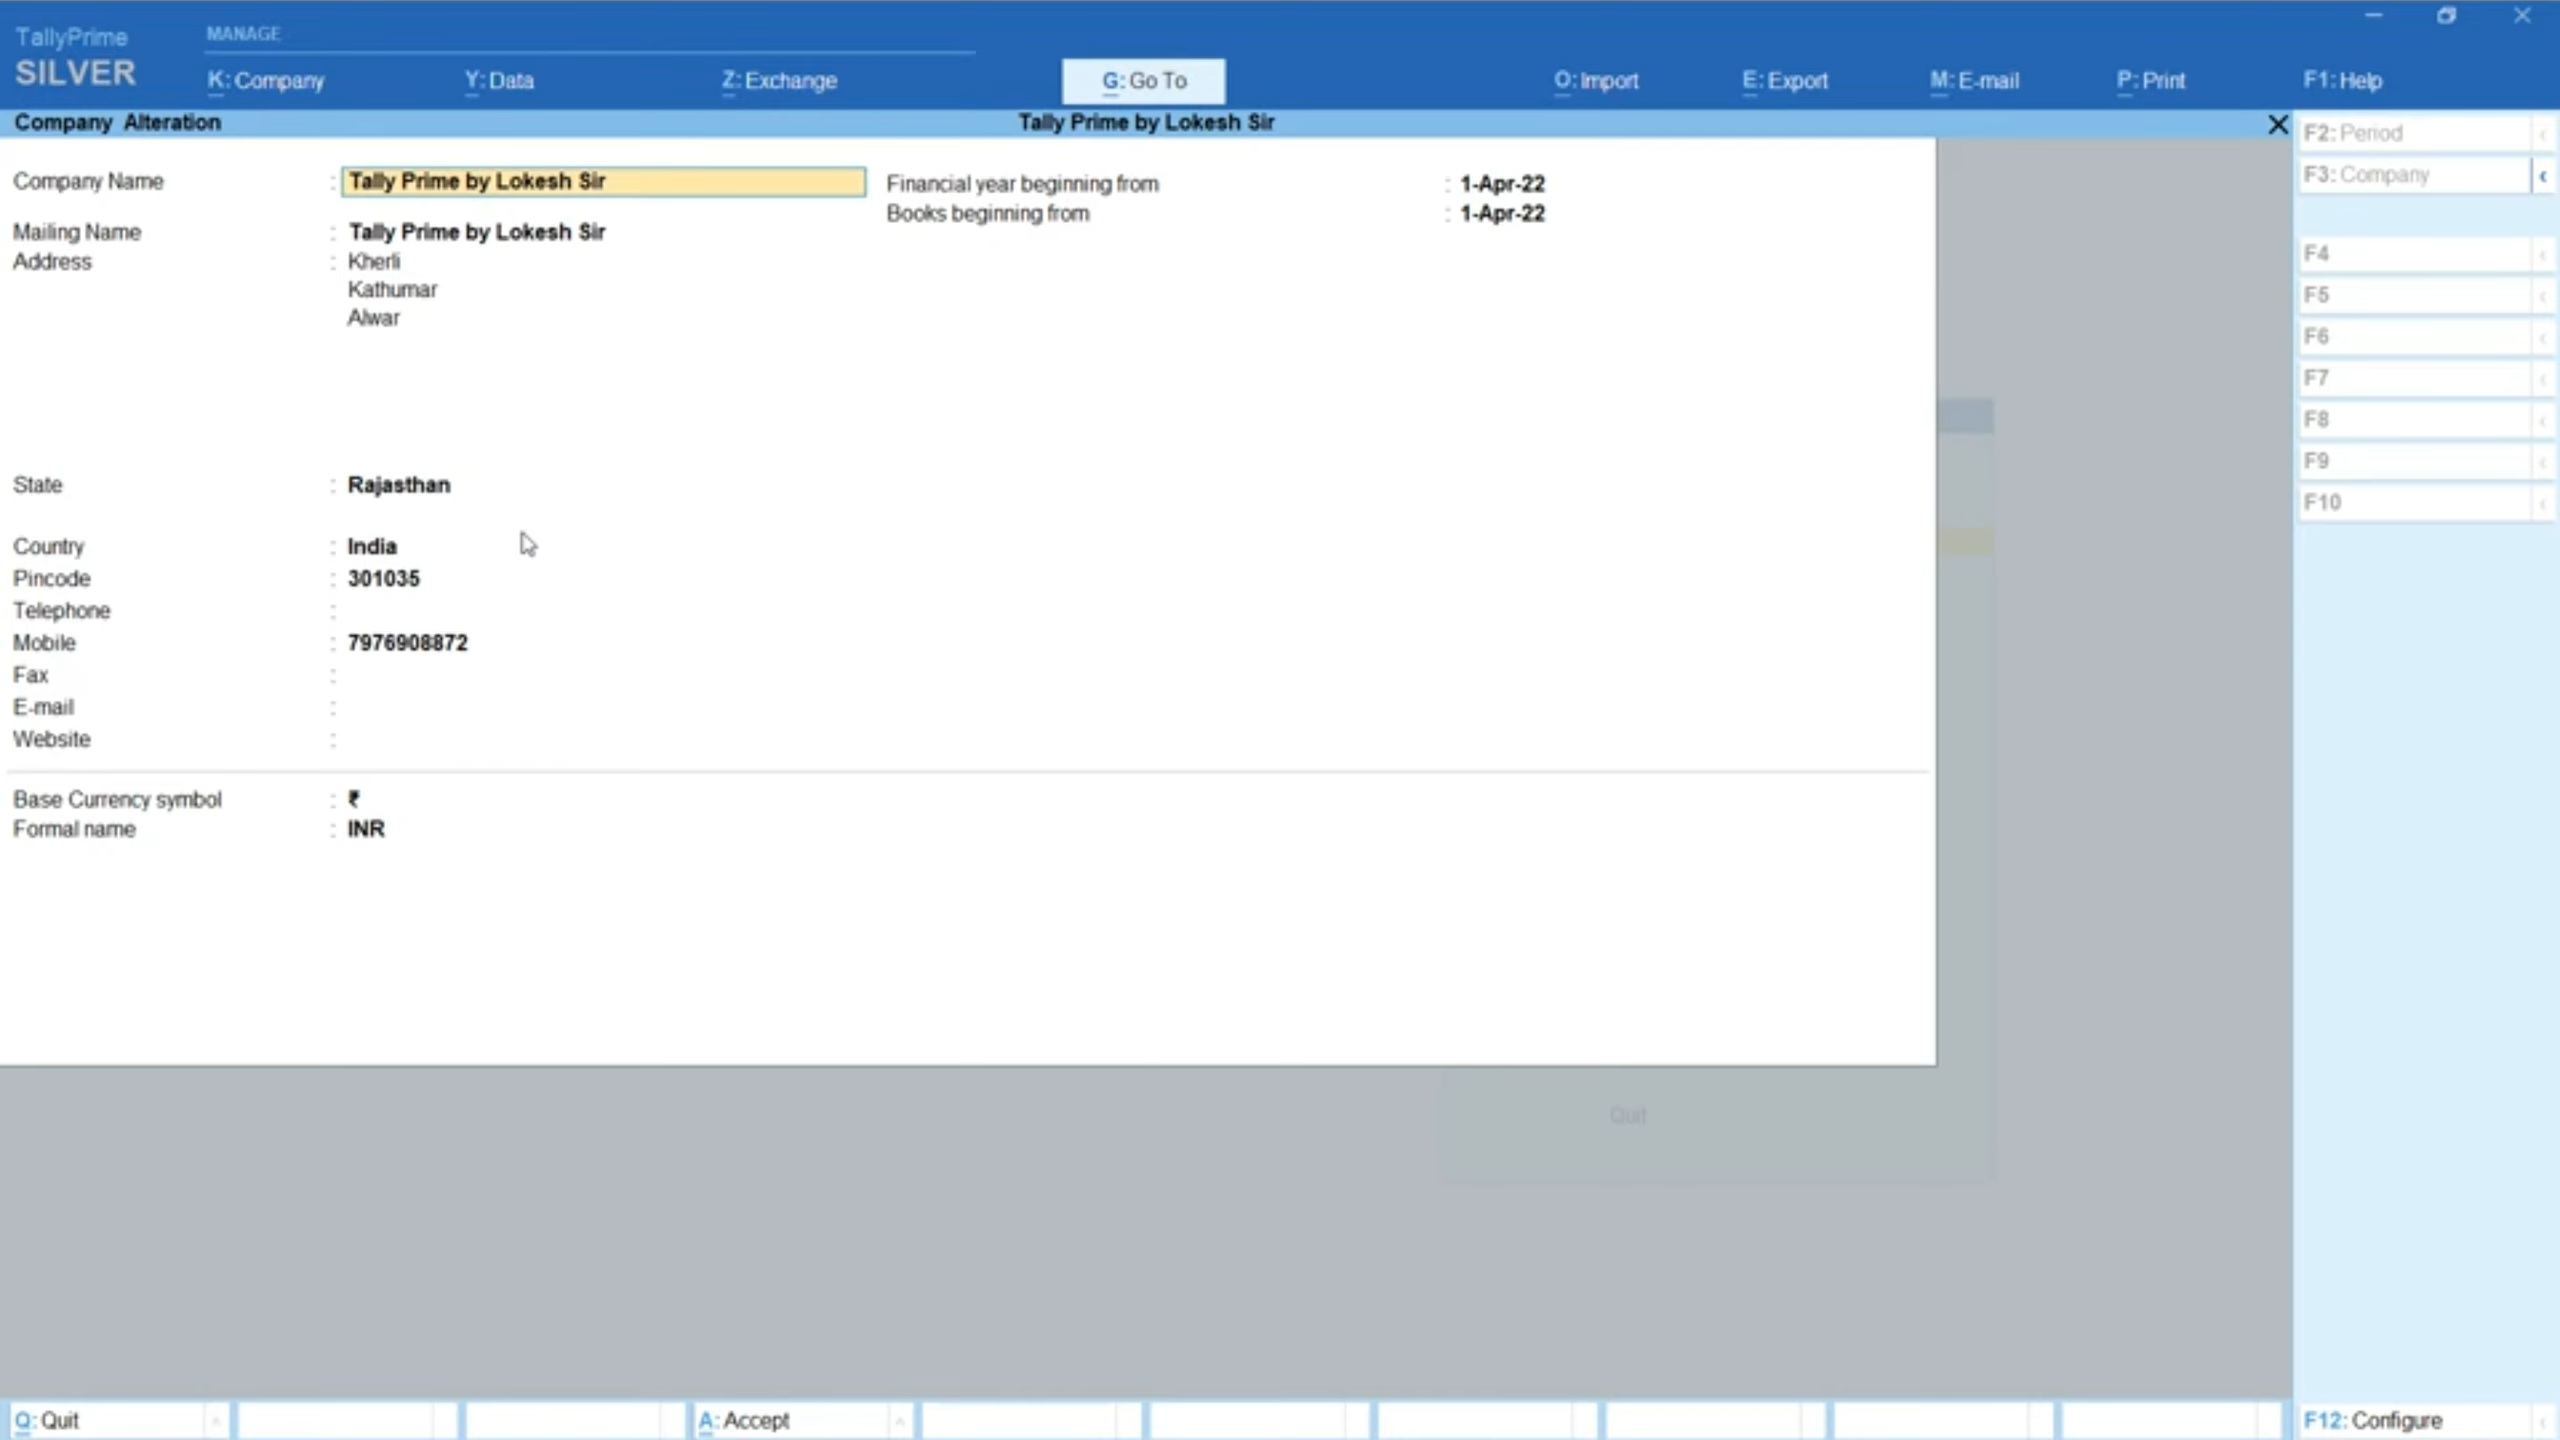 TallyPrime
SILVER
MANAGE
K: Company
Y: Data
Z: Exchange
G: Go To
O: Import
E: Export
M: E-mail
P: Print
F1: Help
Company Alteration
Tally Prime by Lokesh Sir
Company Name : Tally Prime by Lokesh Sir
Financial year beginning from : 1-Apr-22
Books beginning from : 1-Apr-22
Mailing Name : Tally Prime by Lokesh Sir
Address : Kherli
Kathumar
Alwar
State : Rajasthan
Country : India
Pincode : 301035
Telephone :
Mobile : 7976908872
Fax :
E-mail :
Website :
Base Currency symbol : ₹
Formal name : INR
Quit
F2: Period
F3: Company
F4
F5
F6
F7
F8
F9
F10
Q: Quit
A: Accept
F12: Configure